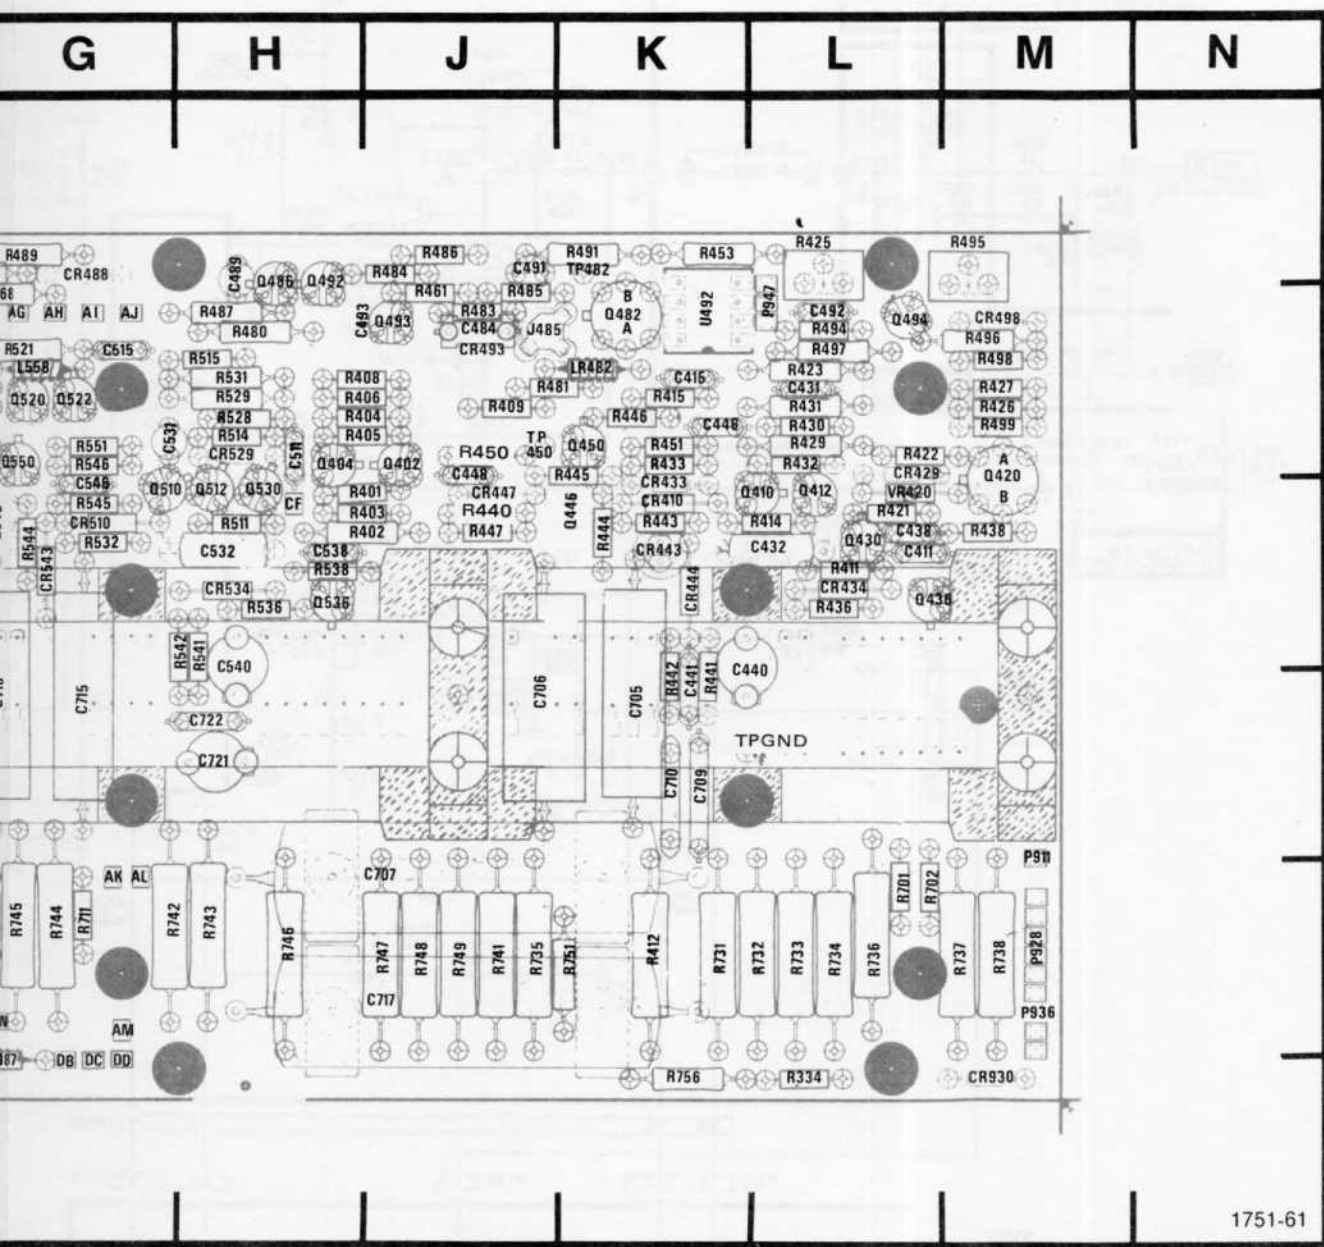 G H J K L M N
R489 R486 R491 R453 R425 R495
CR488 C489 Q486 Q492 R484 C491 TP482
R461 R485 B U492 P947
AG AH AI AJ R487 C493 Q493 R483 Q482 C492 Q494 CR498
R480 C484 J485 A R494 R496
R521 C515 CR493 R497
L558 R515 LR482 R423 R498
R531 R408 R481 C415 C431 R427
Q520 Q522 R529 R406 R409 R415 R431 R426
R528 R404 R446 C446 R430 R499
R551 C531 R514 C511 R405 TP 450 Q450 R451 R429
Q550 R546 CR529 Q404 Q402 R450 R433 R432 R422 A
C546 Q510 Q512 Q530 C448 R445 CR433 CR429 Q420
R545 CF R401 CR447 Q446 CR410 Q410 Q412 VR420 B
CR510 R511 R403 R440 R444 R443 R414 R421
R544 R532 R402 R447 Q430 C438 R438
CR543 C532 C538 CR443 C432 C411
R538 R411
CR534 Q536 CR444 CR434 Q436
R536 R436
R542 R541 C540 R442 C441 R441 C440
C715 C706 C705
C722
TPGND
C721 C710 C709
P911
AK AL C707 R701 R702
R745 R744 R711 R742 R743 R746 R747 R748 R749 R741 R735 R751 R412 R731 R732 R733 R734 R736 R737 R738 P928
C717
AM P936
DB DC DD
R756 R334 CR930
1751-61